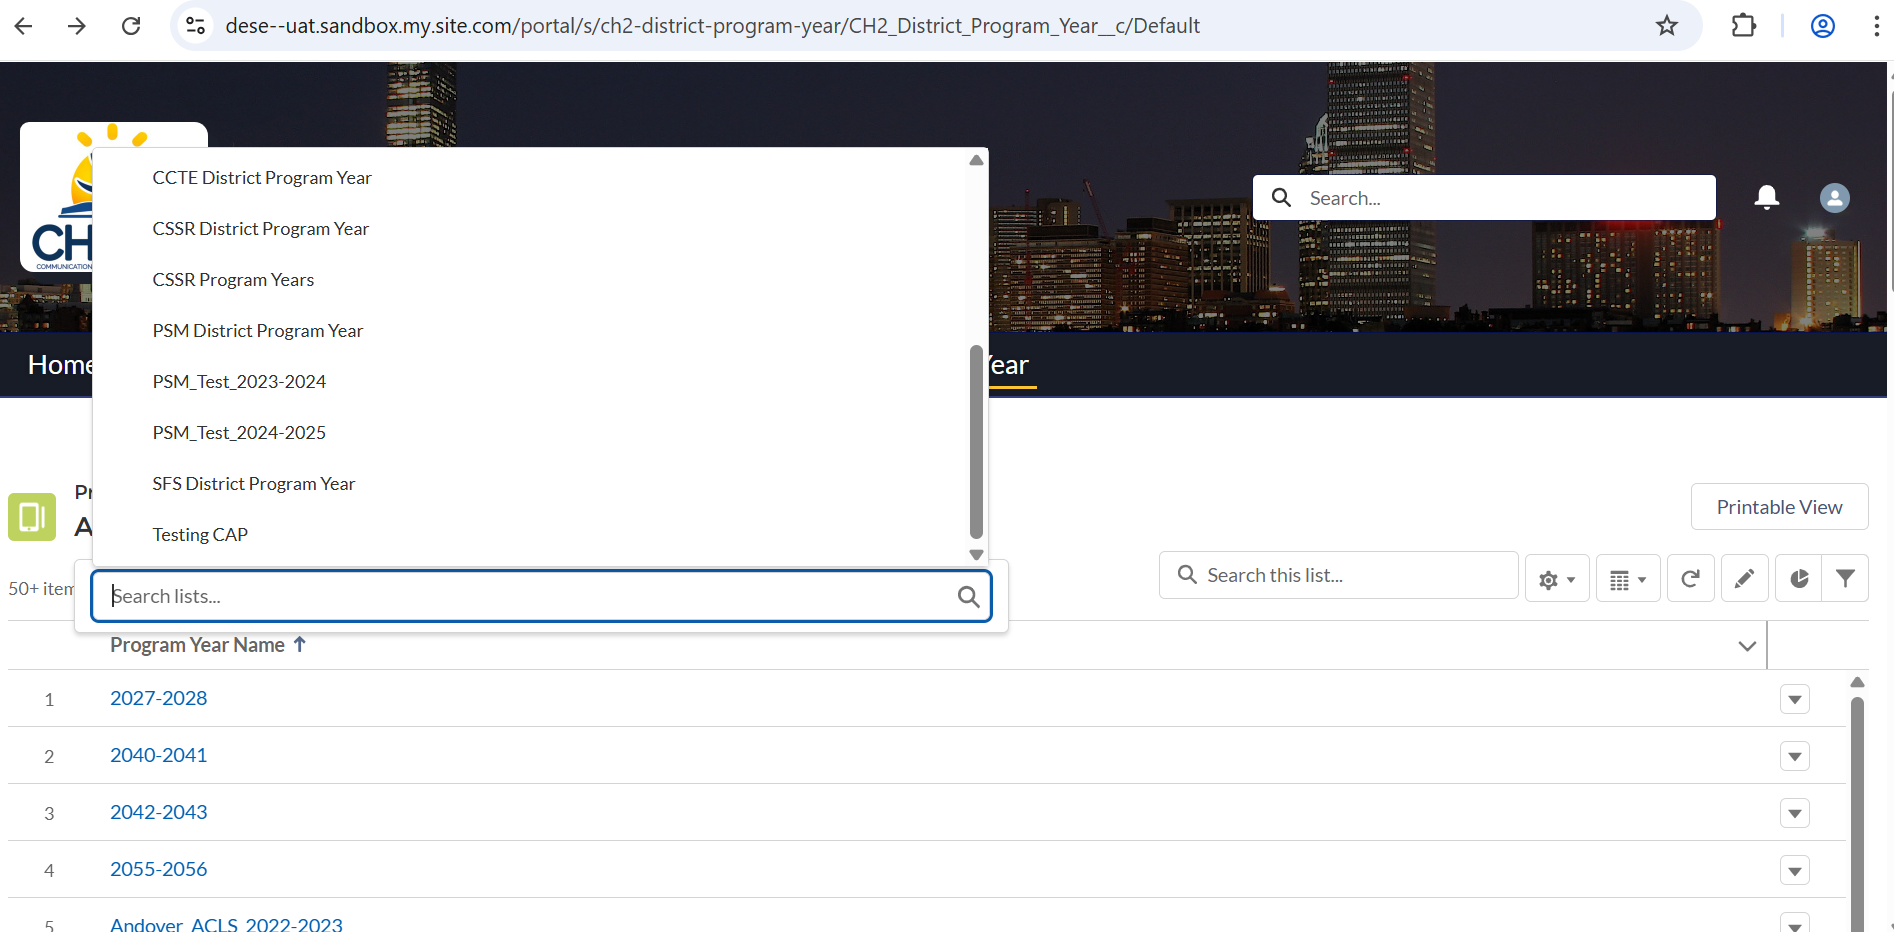 dese--uat.sandbox.my.site.com/portal/s/ch2-district-program-year/CH2_District_Program_Year__c/Default
CH
COMMUNICATION
Search...
CCTE District Program Year
CSSR District Program Year
CSSR Program Years
PSM District Program Year
PSM_Test_2023-2024
PSM_Test_2024-2025
SFS District Program Year
Testing CAP
Search lists...
Home
Year
Pr
A
Printable View
50+ item
Search this list...
Program Year Name
1 2027-2028
2 2040-2041
3 2042-2043
4 2055-2056
5 Andover_ACLS_2022-2023